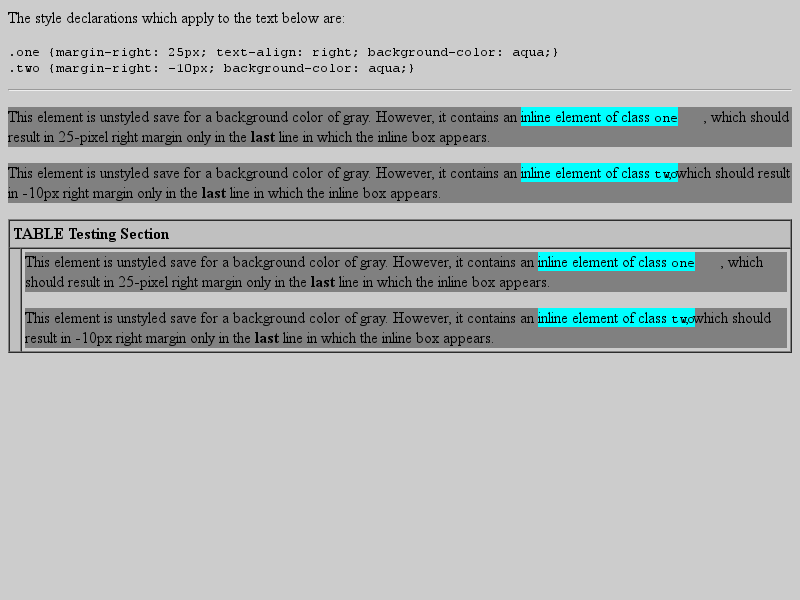 The style declarations which apply to the text below are:
.one {margin-right: 25px; text-align: right; background-color: aqua;}
.two {margin-right: -10px; background-color: aqua;}
This element is unstyled save for a background color of gray. However, it contains an inline element of class one, which should
result in 25-pixel right margin only in the last line in which the inline box appears.
This element is unstyled save for a background color of gray. However, it contains an inline element of class two, which should result
in -10px right margin only in the last line in which the inline box appears.
TABLE Testing Section
This element is unstyled save for a background color of gray. However, it contains an inline element of class one, which
should result in 25-pixel right margin only in the last line in which the inline box appears.
This element is unstyled save for a background color of gray. However, it contains an inline element of class two, which should
result in -10px right margin only in the last line in which the inline box appears.